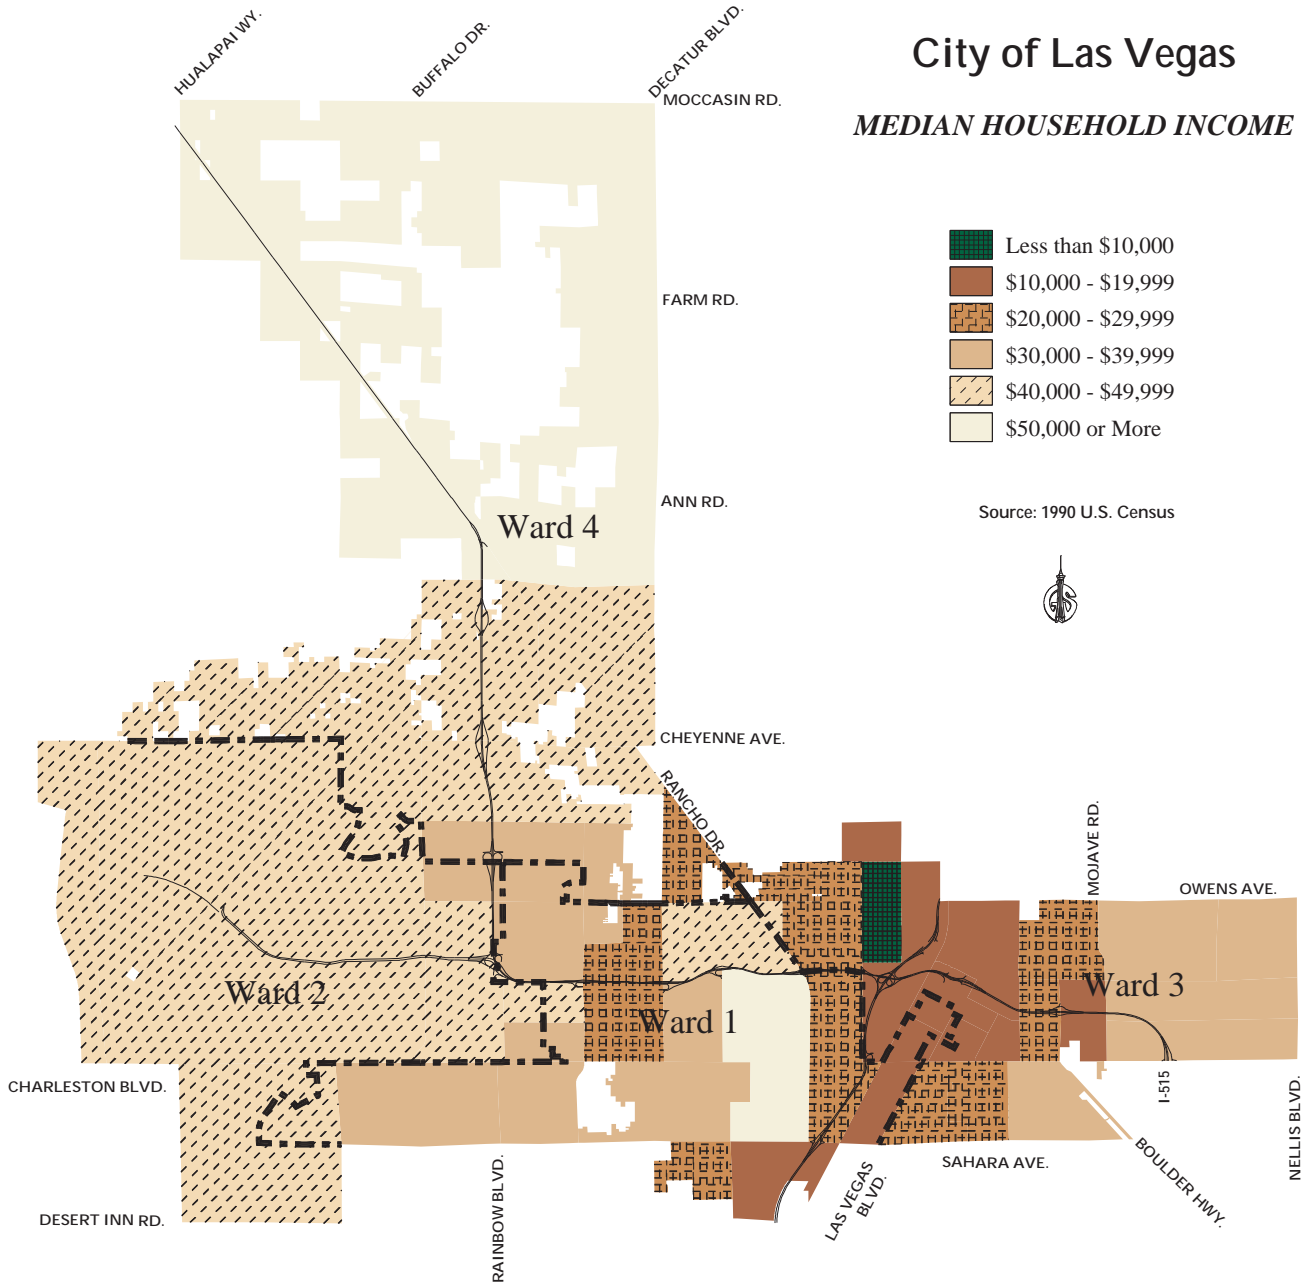 HUALAPAI WY.
BUFFALO DR.
DECATUR BLVD.
City of Las Vegas
MOCCASIN RD.
MEDIAN HOUSEHOLD INCOME
Less than $10,000
$10,000 - $19,999
$20,000 - $29,999
$30,000 - $39,999
$40,000 - $49,999
$50,000 or More
FARM RD.
ANN RD.
Source: 1990 U.S. Census
Ward 4
CHEYENNE AVE.
RANCHO DR.
MOJAVE RD.
OWENS AVE.
Ward 2
Ward 1
Ward 3
CHARLESTON BLVD.
I-515
NELLIS BLVD.
SAHARA AVE.
BOULDER HWY.
LAS VEGAS
BLVD.
RAINBOW BLVD.
DESERT INN RD.